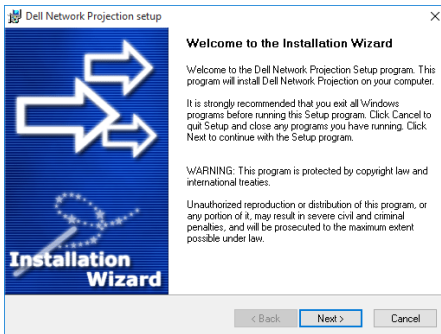 Dell Network Projection setup
Welcome to the Installation Wizard
Welcome to the Dell Network Projection Setup program. This
program will install Dell Network Projection on your computer.
It is strongly recommended that you exit all Windows
programs before running this Setup program. Click Cancel to
quit Setup and close any programs you have running. Click
Next to continue with the Setup program.
WARNING: This program is protected by copyright law and
international treaties.
Unauthorized reproduction or distribution of this program, or
any portion of it, may result in severe civil and criminal
penalties, and will be prosecuted to the maximum extent
possible under law.
Installation
Wizard
< Back Next > Cancel